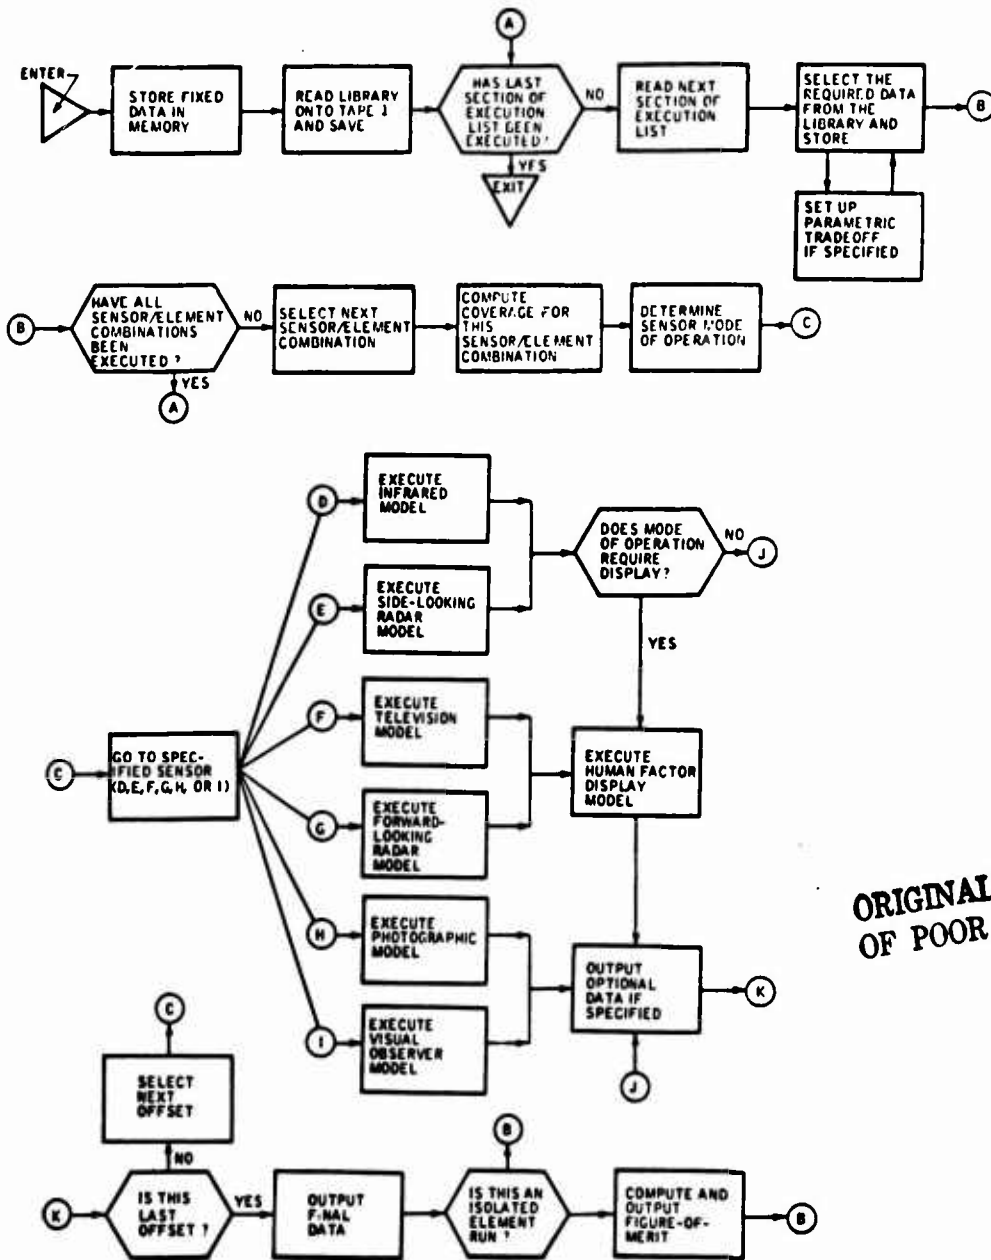 A
ENTER
STORE FIXED
DATA IN
MEMORY
READ LIBRARY
ONTO TAPE 1
AND SAVE
HAS LAST
SECTION OF
EXECUTION
LIST BEEN
EXECUTED?
NO
YES
EXIT
READ NEXT
SECTION OF
EXECUTION
LIST
SELECT THE
REQUIRED DATA
FROM THE
LIBRARY AND
STORE
B
SET UP
PARAMETRIC
TRADEOFF
IF SPECIFIED
B
HAVE ALL
SENSOR/ELEMENT
COMBINATIONS
BEEN
EXECUTED ?
NO
YES
A
SELECT NEXT
SENSOR/ELEMENT
COMBINATION
COMPUTE
COVERAGE FOR
THIS
SENSOR/ELEMENT
COMBINATION
DETERMINE
SENSOR MODE
OF OPERATION
C
C
GO TO SPEC-
IFIED SENSOR
(D,E,F,G,H, OR I)
D
EXECUTE
INFRARED
MODEL
E
EXECUTE
SIDE-LOOKING
RADAR
MODEL
DOES MODE
OF OPERATION
REQUIRE
DISPLAY?
NO
J
YES
F
EXECUTE
TELEVISION
MODEL
G
EXECUTE
FORWARD-
LOOKING
RADAR
MODEL
EXECUTE
HUMAN FACTOR
DISPLAY
MODEL
H
EXECUTE
PHOTOGRAPHIC
MODEL
I
EXECUTE
VISUAL
OBSERVER
MODEL
OUTPUT
OPTIONAL
DATA IF
SPECIFIED
K
J
ORIGINAL
OF POOR
C
SELECT
NEXT
OFFSET
NO
K
IS THIS
LAST
OFFSET ?
YES
OUTPUT
FINAL
DATA
B
IS THIS AN
ISOLATED
ELEMENT
RUN ?
COMPUTE AND
OUTPUT
FIGURE-OF-
MERIT
B